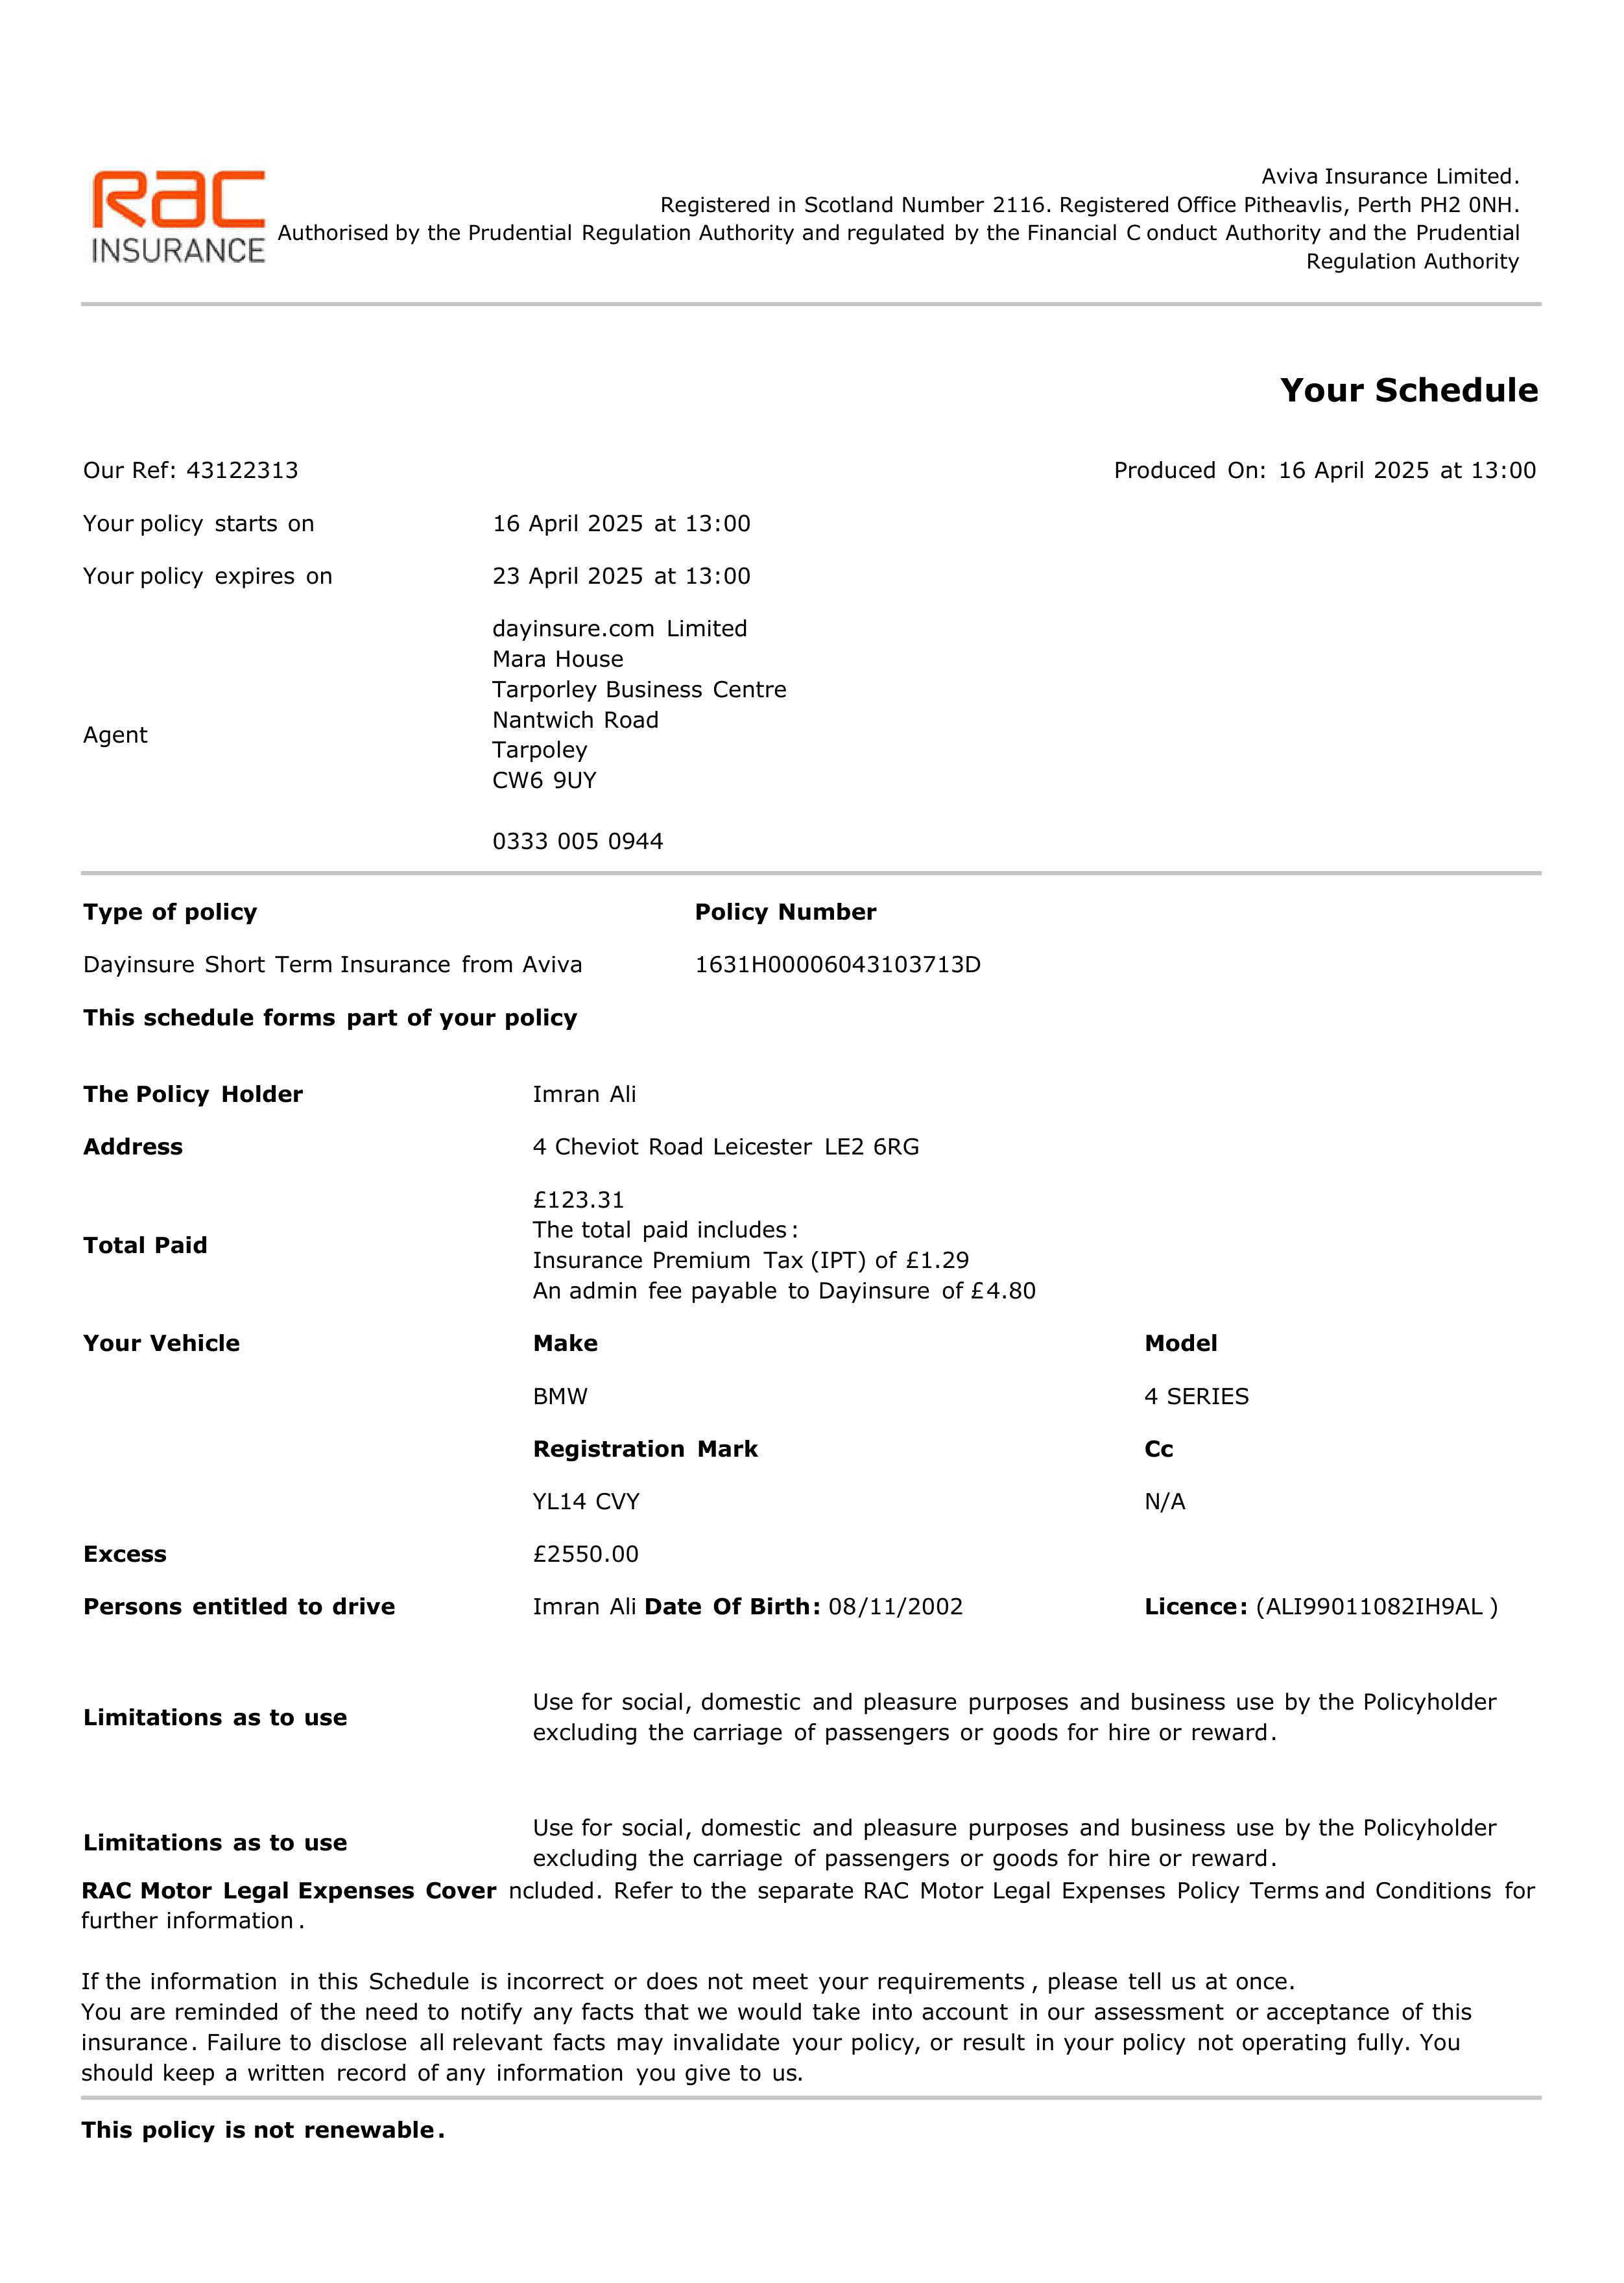 RAC
INSURANCE
Aviva Insurance Limited.
Registered in Scotland Number 2116. Registered Office Pitheavlis, Perth PH2 0NH.
Authorised by the Prudential Regulation Authority and regulated by the Financial C onduct Authority and the Prudential
Regulation Authority
Your Schedule
Our Ref: 43122313 Produced On: 16 April 2025 at 13:00
Your policy starts on 16 April 2025 at 13:00
Your policy expires on 23 April 2025 at 13:00
Agent
dayinsure.com Limited
Mara House
Tarporley Business Centre
Nantwich Road
Tarpoley
CW6 9UY
0333 005 0944
Type of policy Policy Number
Dayinsure Short Term Insurance from Aviva 1631H00006043103713D
This schedule forms part of your policy
The Policy Holder Imran Ali
Address 4 Cheviot Road Leicester LE2 6RG
Total Paid
£123.31
The total paid includes:
Insurance Premium Tax (IPT) of £1.29
An admin fee payable to Dayinsure of £4.80
Your Vehicle Make Model
BMW 4 SERIES
Registration Mark Cc
YL14 CVY N/A
Excess £2550.00
Persons entitled to drive Imran Ali Date Of Birth: 08/11/2002 Licence: (ALI99011082IH9AL )
Limitations as to use
Use for social, domestic and pleasure purposes and business use by the Policyholder
excluding the carriage of passengers or goods for hire or reward.
Limitations as to use
Use for social, domestic and pleasure purposes and business use by the Policyholder
excluding the carriage of passengers or goods for hire or reward.
RAC Motor Legal Expenses Cover ncluded. Refer to the separate RAC Motor Legal Expenses Policy Terms and Conditions for
further information.
If the information in this Schedule is incorrect or does not meet your requirements, please tell us at once.
You are reminded of the need to notify any facts that we would take into account in our assessment or acceptance of this
insurance. Failure to disclose all relevant facts may invalidate your policy, or result in your policy not operating fully. You
should keep a written record of any information you give to us.
This policy is not renewable.